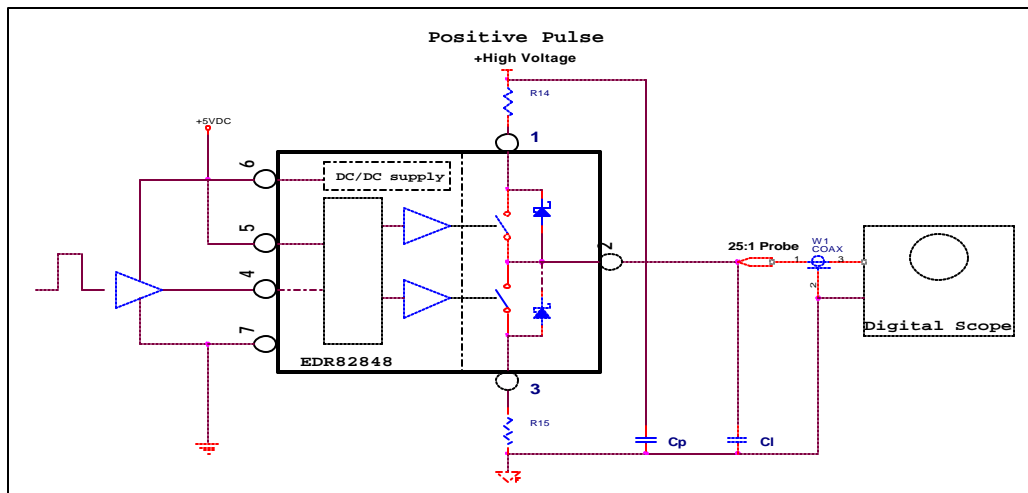 Positive Pulse
+High Voltage
R14
+5VDC
1
6
DC/DC supply
5
2
25:1 Probe
W1
COAX
1
3
2
4
7
Digital Scope
EDR82848
3
R15
Cp
Cl